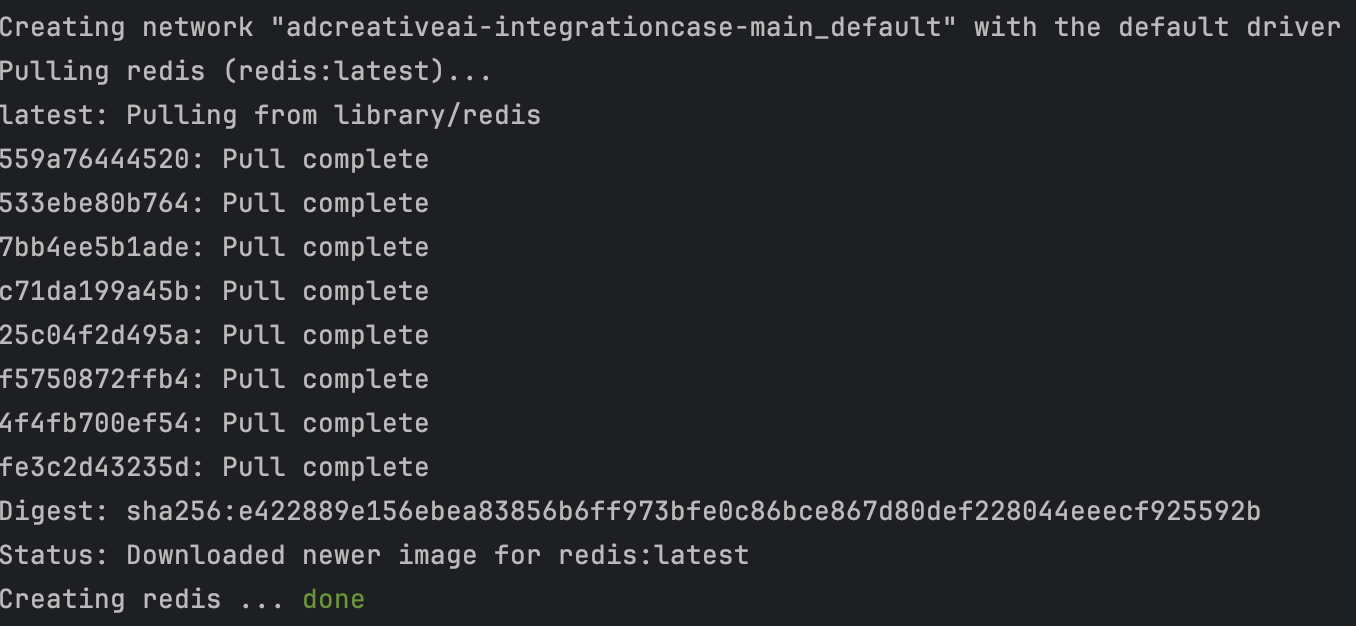 Creating network "adcreativeai-integrationcase-main_default" with the default driver
Pulling redis (redis:latest)...
latest: Pulling from library/redis
559a76444520: Pull complete
533ebe80b764: Pull complete
7bb4ee5b1ade: Pull complete
c71da199a45b: Pull complete
25c04f2d495a: Pull complete
f5750872ffb4: Pull complete
4f4fb700ef54: Pull complete
fe3c2d43235d: Pull complete
Digest: sha256:e422889e156ebea83856b6ff973bfe0c86bce867d80def228044eeecf925592b
Status: Downloaded newer image for redis:latest
Creating redis ... done